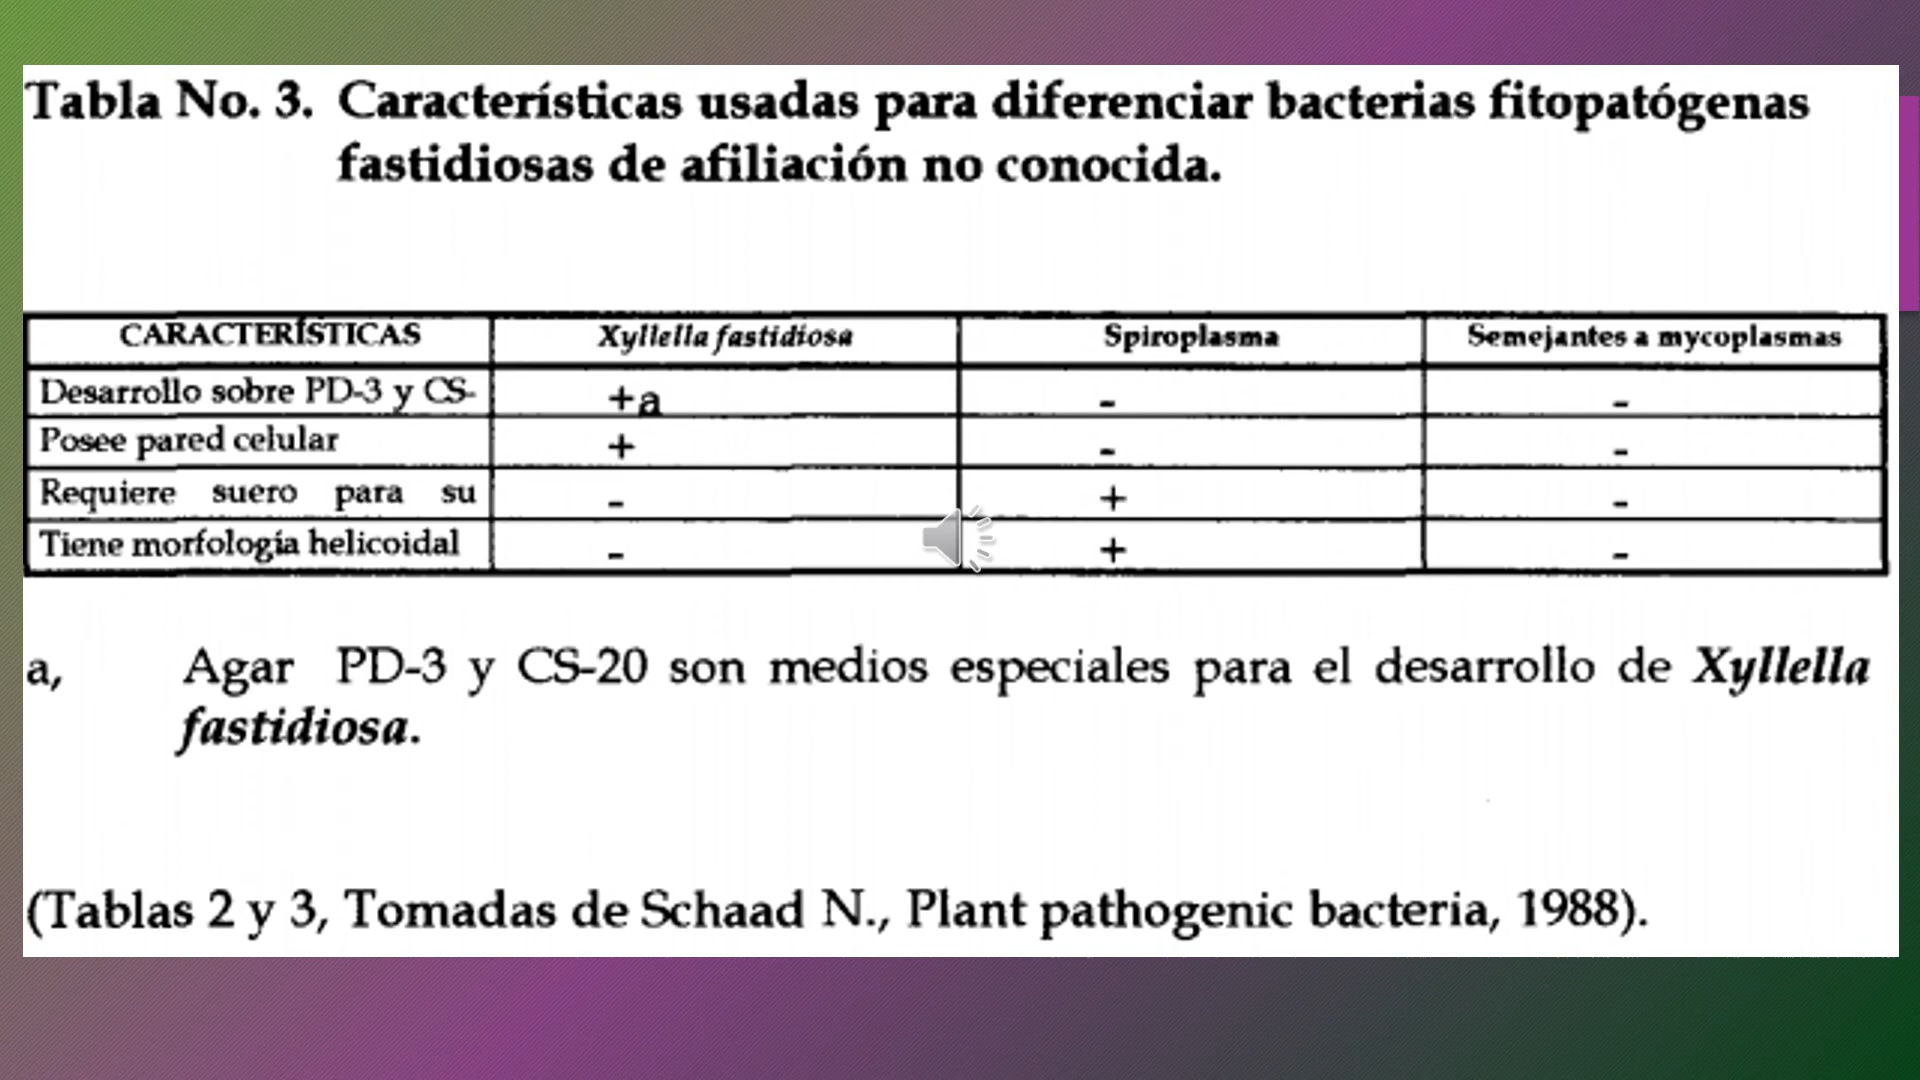 Tabla No. 3. Características usadas para diferenciar bacterias fitopatógenas
fastidiosas de afiliación no conocida.
CARACTERÍSTICAS Xyllella fastidiosa Spiroplasma Semejantes a mycoplasmas
Desarrollo sobre PD-3 y CS- +a - -
Posee pared celular + - -
Requiere suero para su - + -
Tiene morfología helicoidal - + -
a, Agar PD-3 y CS-20 son medios especiales para el desarrollo de Xyllella
fastidiosa.
(Tablas 2 y 3, Tomadas de Schaad N., Plant pathogenic bacteria, 1988).